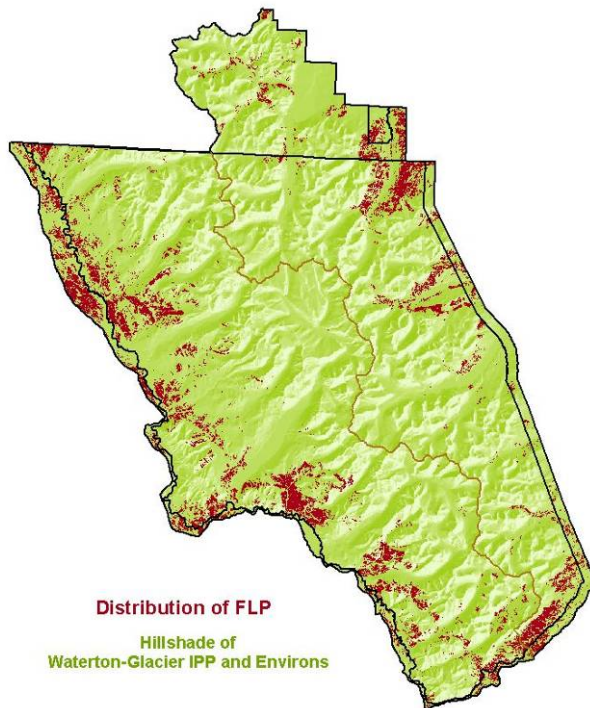 Distribution of FLP
Hillshade of
Waterton-Glacier IPP and Environs